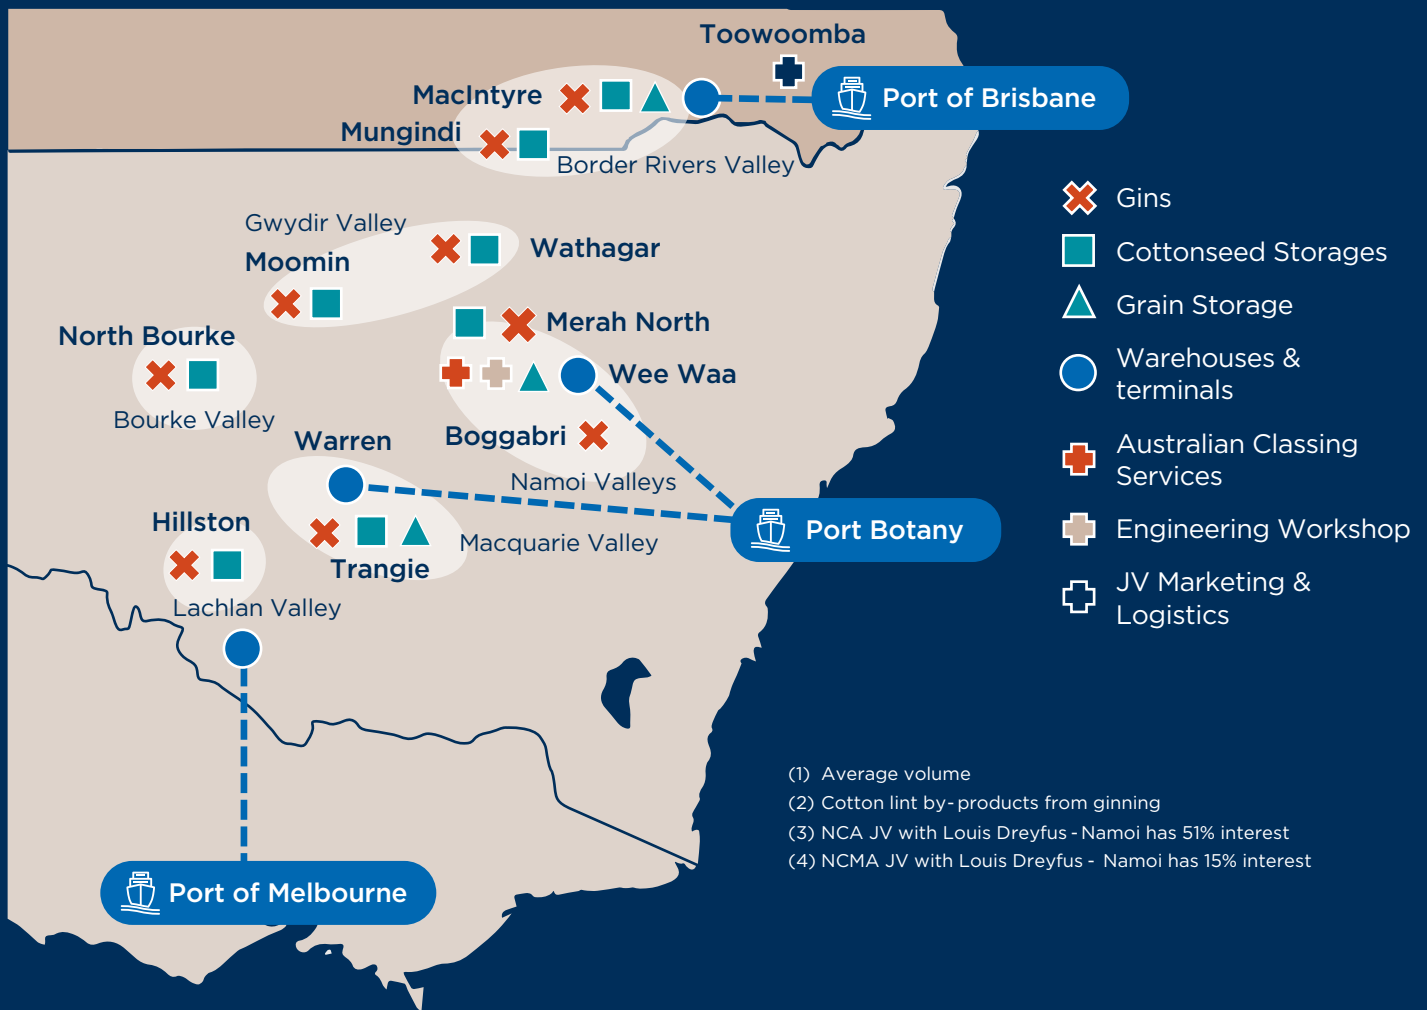 Toowoomba
MacIntyre
Port of Brisbane
Mungindi
Border Rivers Valley
Gwydir Valley
Moomin
Wathagar
North Bourke
Merah North
Wee Waa
Bourke Valley
Warren
Boggabri
Namoi Valleys
Hillston
Port Botany
Macquarie Valley
Trangie
Lachlan Valley
Port of Melbourne
Gins
Cottonseed Storages
Grain Storage
Warehouses &
terminals
Australian Classing
Services
Engineering Workshop
JV Marketing &
Logistics
(1) Average volume
(2) Cotton lint by-products from ginning
(3) NCA JV with Louis Dreyfus - Namoi has 51% interest
(4) NCMA JV with Louis Dreyfus - Namoi has 15% interest